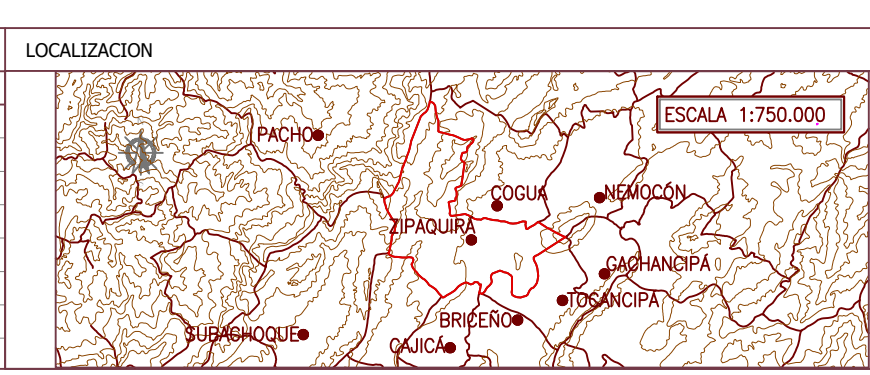 LOCALIZACION
ESCALA 1:750.000
PACHO
COGUA
NEMOCÓN
ZIPAQUIRÁ
GACHANCIPÁ
TOCANCIPÁ
BRICEÑO
SUBACHOQUE
CAJICÁ